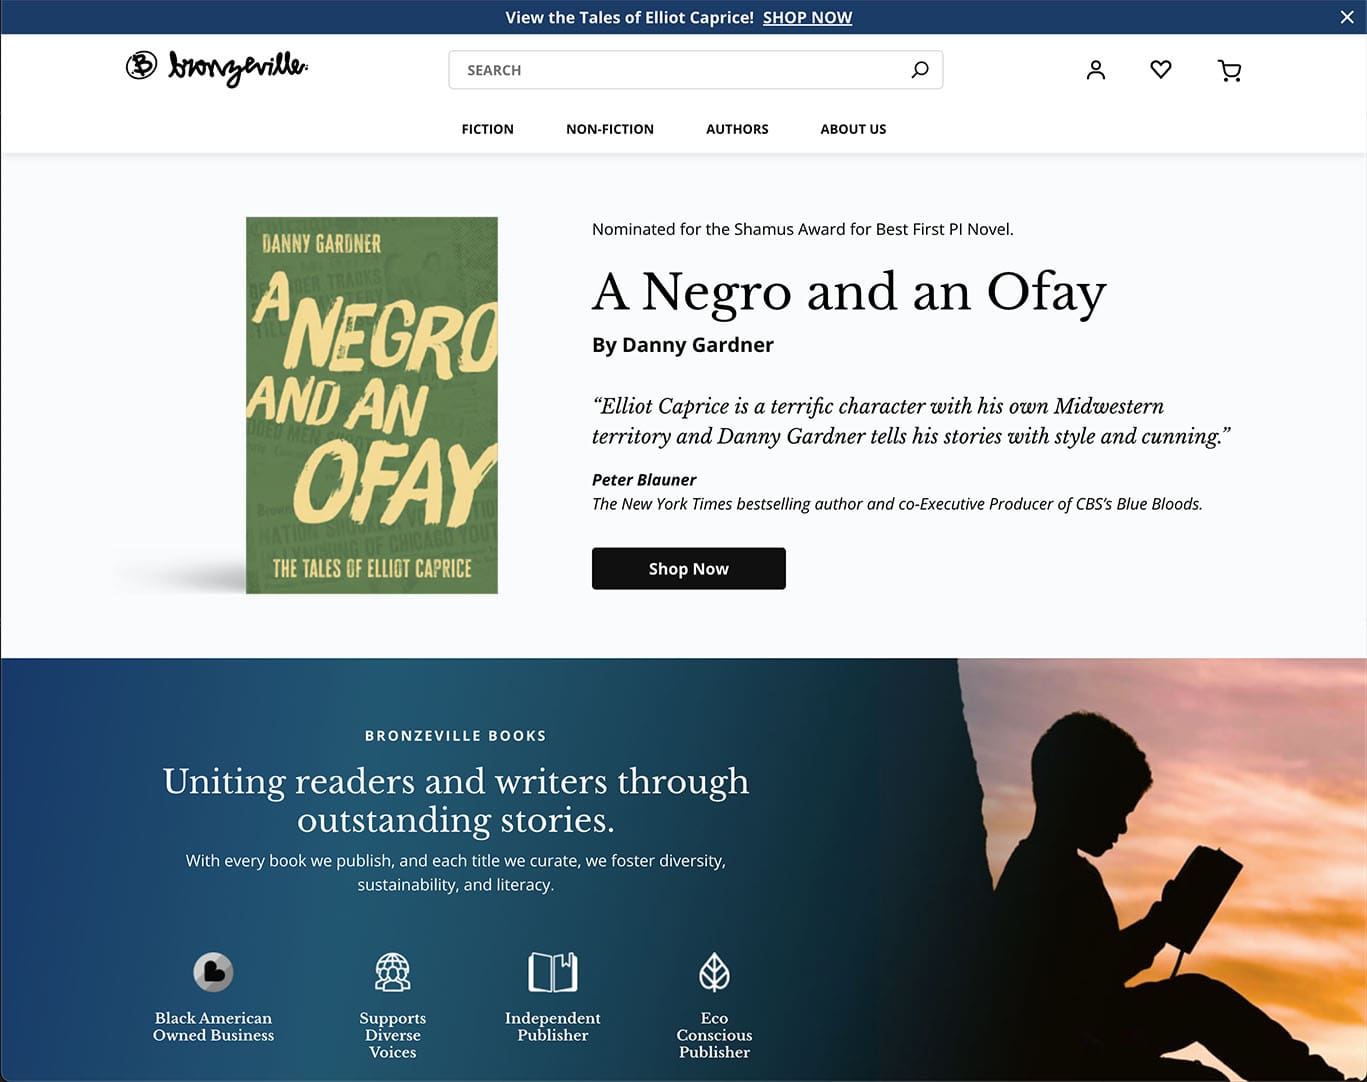 View the Tales of Elliot Caprice! SHOP NOW
B bronzeville
SEARCH
FICTION NON-FICTION AUTHORS ABOUT US
DANNY GARDNER
A
NEGRO
AND AN
OFAY
THE TALES OF ELLIOT CAPRICE
Nominated for the Shamus Award for Best First PI Novel.
A Negro and an Ofay
By Danny Gardner
“Elliot Caprice is a terrific character with his own Midwestern
territory and Danny Gardner tells his stories with style and cunning.”
Peter Blauner
The New York Times bestselling author and co-Executive Producer of CBS’s Blue Bloods.
Shop Now
BRONZEVILLE BOOKS
Uniting readers and writers through
outstanding stories.
With every book we publish, and each title we curate, we foster diversity,
sustainability, and literacy.
Black American
Owned Business
Supports
Diverse
Voices
Independent
Publisher
Eco
Conscious
Publisher